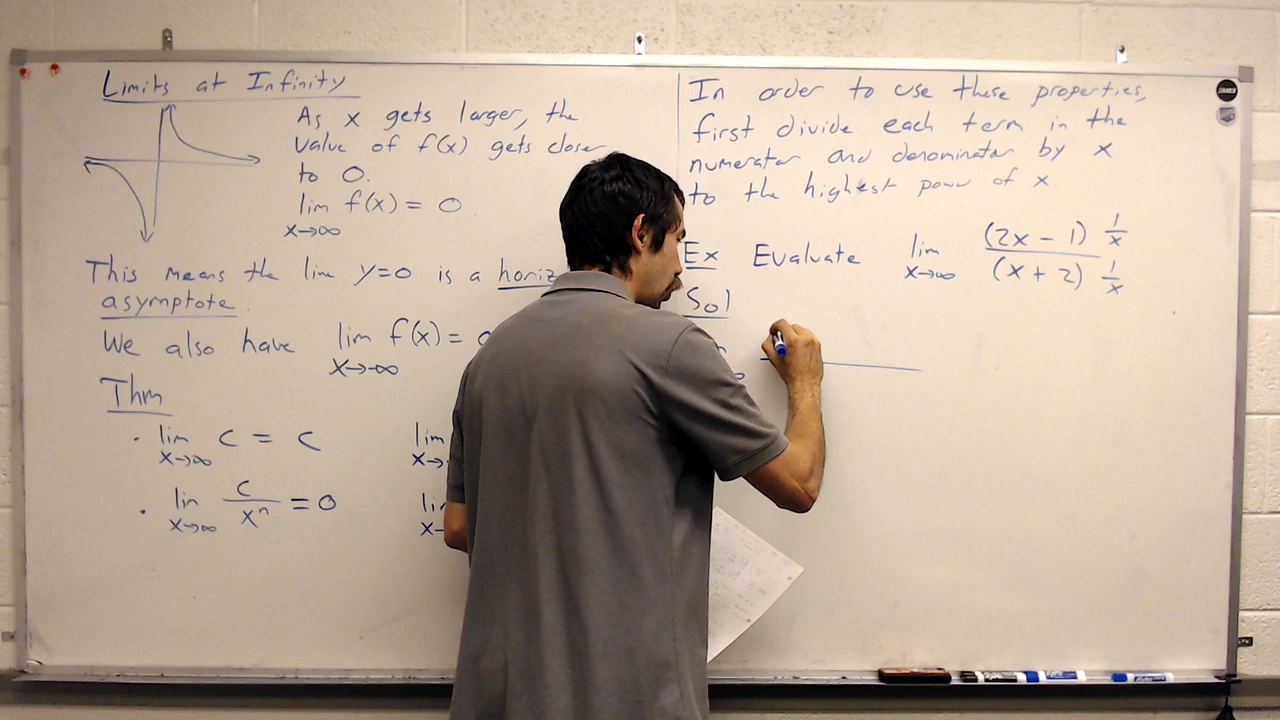 Limits at Infinity
As x gets larger, the
value of f(x) gets closer
to 0.
lim f(x) = 0
x→∞
This means the line y=0 is a
asymptote.
We also have lim f(x) =
x→-∞
Thm
· lim c = c
x→∞
· lim c/xⁿ = 0
x→∞
lim
x→
x→
In order to use these properties,
first divide each term in the
numerator and denominator by x
to the highest power of x
Ex Evaluate lim (2x - 1) 1/x
x→∞ (x + 2) 1/x
Sol